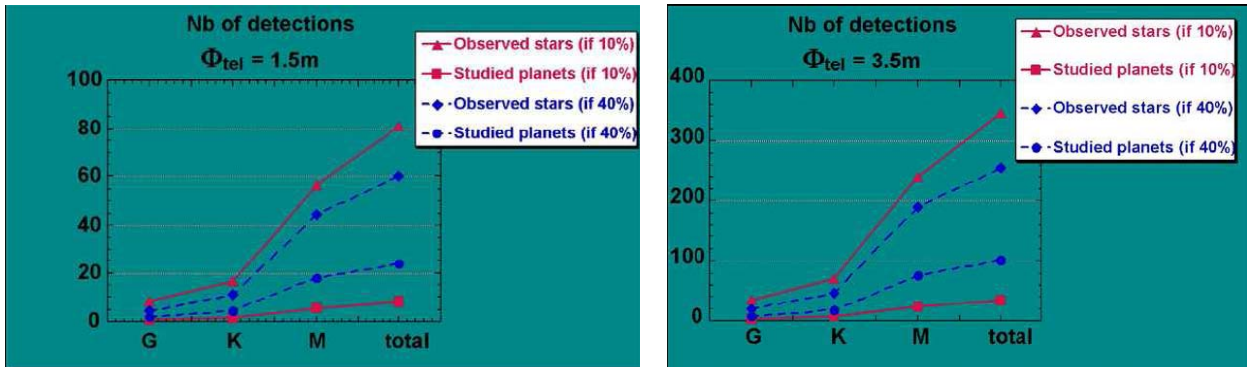 Nb of detections
Φtel = 1.5m
Observed stars (if 10%)
Studied planets (if 10%)
Observed stars (if 40%)
Studied planets (if 40%)
100
80
60
40
20
0
G K M total
Nb of detections
Φtel = 3.5m
Observed stars (if 10%)
Studied planets (if 10%)
Observed stars (if 40%)
Studied planets (if 40%)
400
300
200
100
0
G K M total